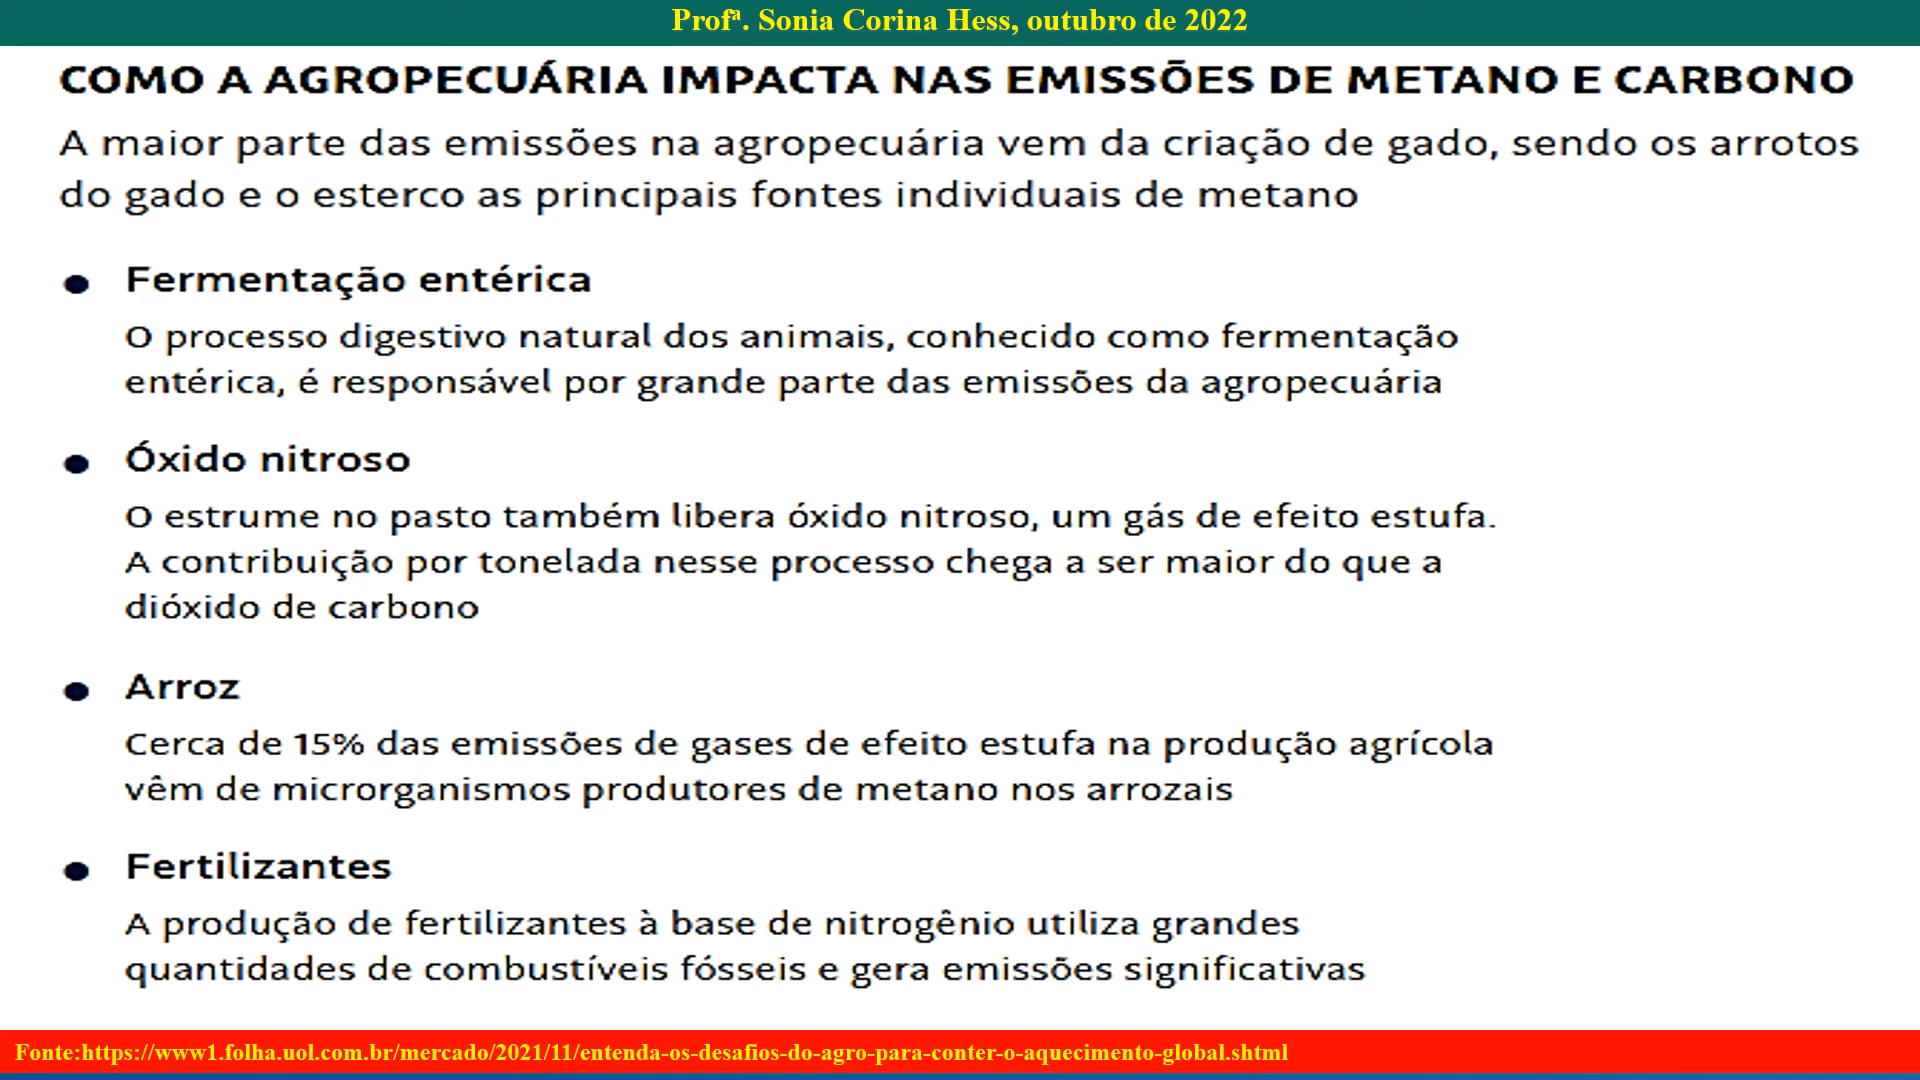 Profª. Sonia Corina Hess, outubro de 2022
COMO A AGROPECUÁRIA IMPACTA NAS EMISSÕES DE METANO E CARBONO
A maior parte das emissões na agropecuária vem da criação de gado, sendo os arrotos
do gado e o esterco as principais fontes individuais de metano
● Fermentação entérica
O processo digestivo natural dos animais, conhecido como fermentação
entérica, é responsável por grande parte das emissões da agropecuária
● Óxido nitroso
O estrume no pasto também libera óxido nitroso, um gás de efeito estufa.
A contribuição por tonelada nesse processo chega a ser maior do que a
dióxido de carbono
● Arroz
Cerca de 15% das emissões de gases de efeito estufa na produção agrícola
vêm de microrganismos produtores de metano nos arrozais
● Fertilizantes
A produção de fertilizantes à base de nitrogênio utiliza grandes
quantidades de combustíveis fósseis e gera emissões significativas
Fonte:https://www1.folha.uol.com.br/mercado/2021/11/entenda-os-desafios-do-agro-para-conter-o-aquecimento-global.shtml